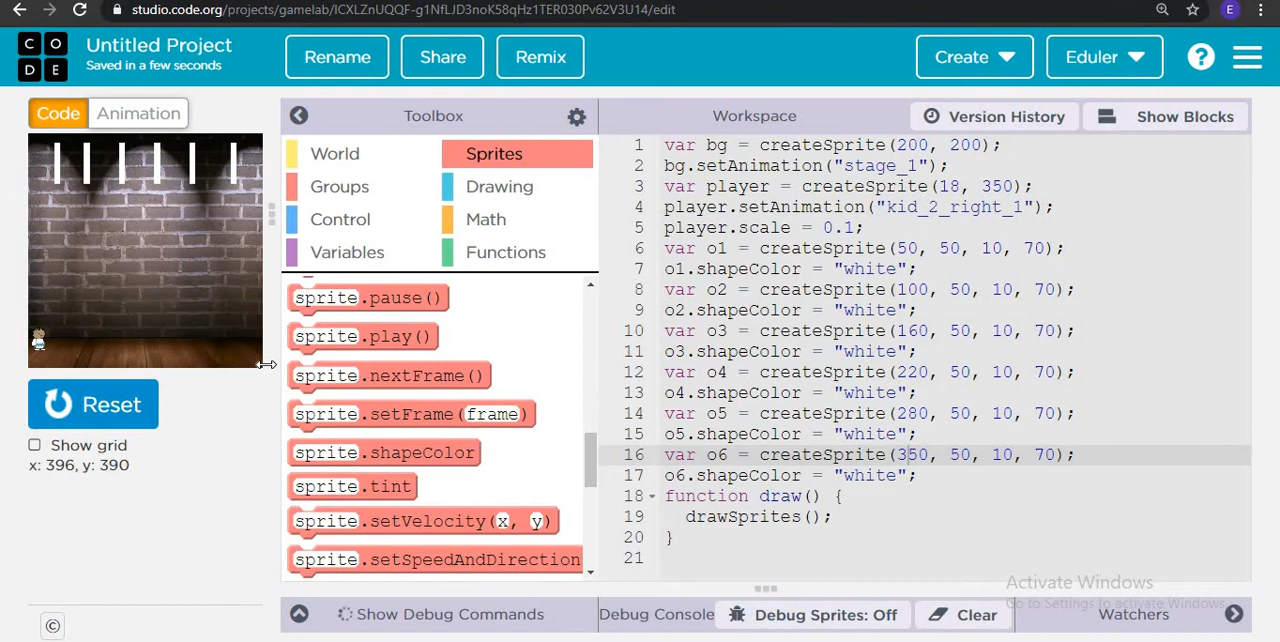 studio.code.org/projects/gamelab/ICXLZnUQQF-g1NfLJD3noK58qHz1TER030Pv62V3U14/edit
E
C O
D E
Untitled Project
Saved in a few seconds
Rename
Share
Remix
Create
Eduler
?
Code
Animation
Toolbox
Workspace
Version History
Show Blocks
World
Sprites
Groups
Drawing
Control
Math
Variables
Functions
sprite.pause()
sprite.play()
sprite.nextFrame()
sprite.setFrame(frame)
sprite.shapeColor
sprite.tint
sprite.setVelocity(x, y)
sprite.setSpeedAndDirection
1 var bg = createSprite(200, 200);
2 bg.setAnimation("stage_1");
3 var player = createSprite(18, 350);
4 player.setAnimation("kid_2_right_1");
5 player.scale = 0.1;
6 var o1 = createSprite(50, 50, 10, 70);
7 o1.shapeColor = "white";
8 var o2 = createSprite(100, 50, 10, 70);
9 o2.shapeColor = "white";
10 var o3 = createSprite(160, 50, 10, 70);
11 o3.shapeColor = "white";
12 var o4 = createSprite(220, 50, 10, 70);
13 o4.shapeColor = "white";
14 var o5 = createSprite(280, 50, 10, 70);
15 o5.shapeColor = "white";
16 var o6 = createSprite(350, 50, 10, 70);
17 o6.shapeColor = "white";
18 function draw() {
19 drawSprites();
20 }
21
Reset
Show grid
x: 396, y: 390
©
Show Debug Commands
Debug Console
Debug Sprites: Off
Clear
Watchers
Activate Windows
Go to Settings to activate Windows.